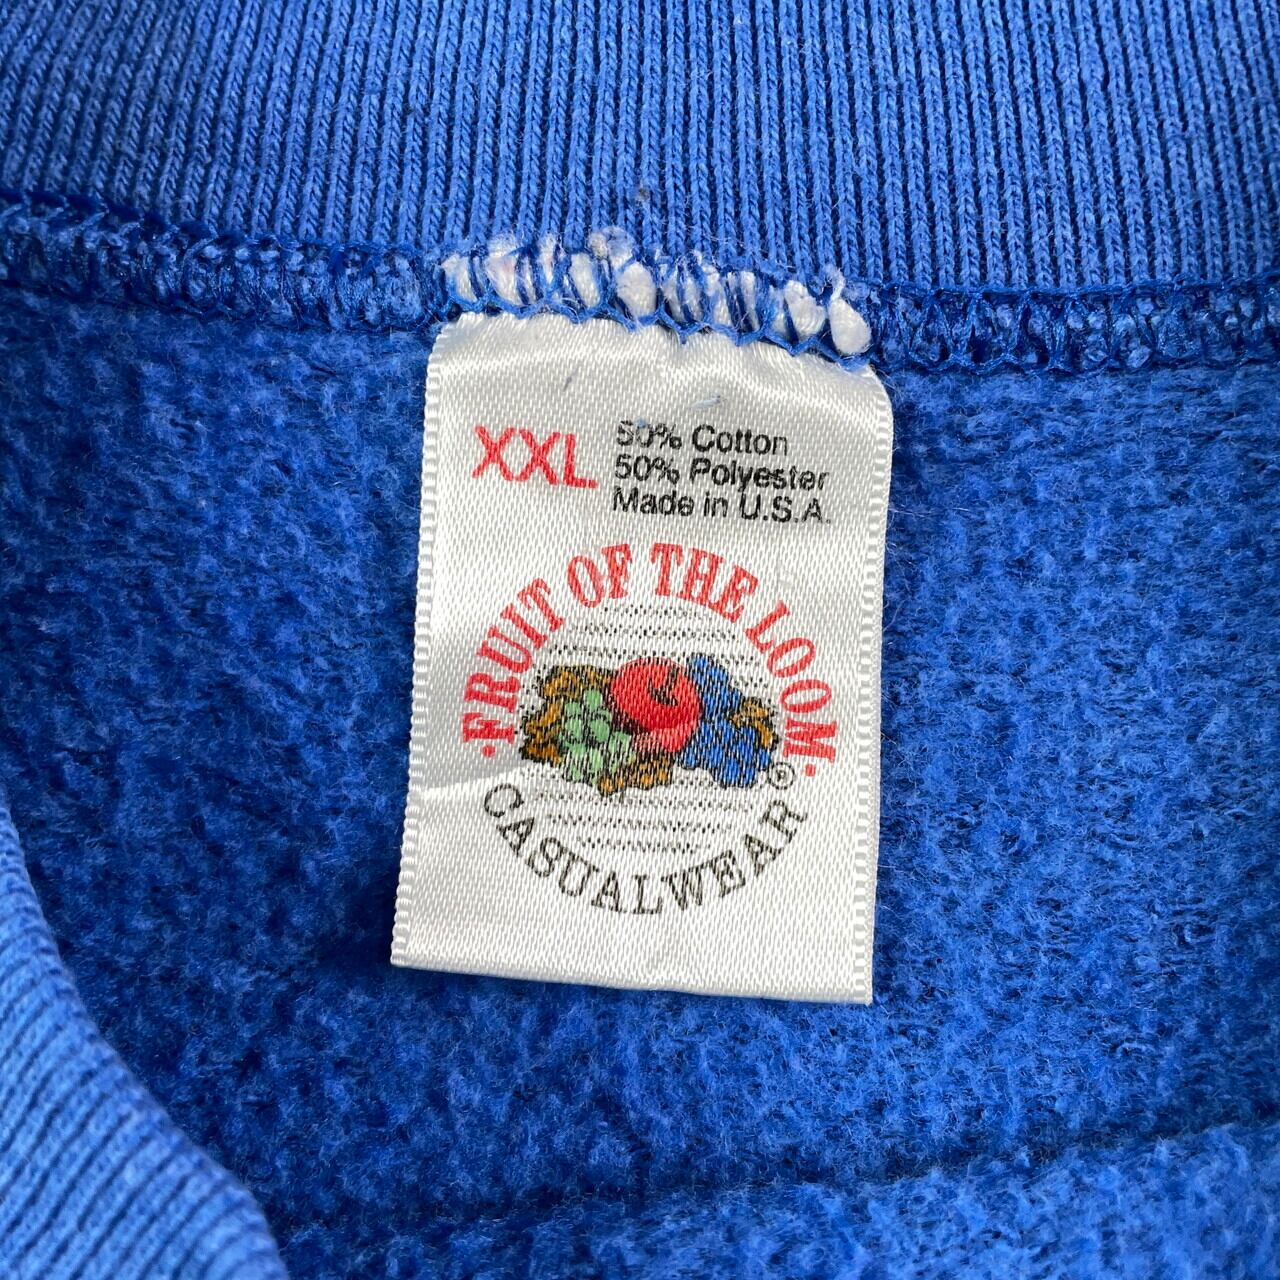 XXL
50% Cotton
50% Polyester
Made in U.S.A.
FRUIT OF THE LOOM
CASUALWEAR ®